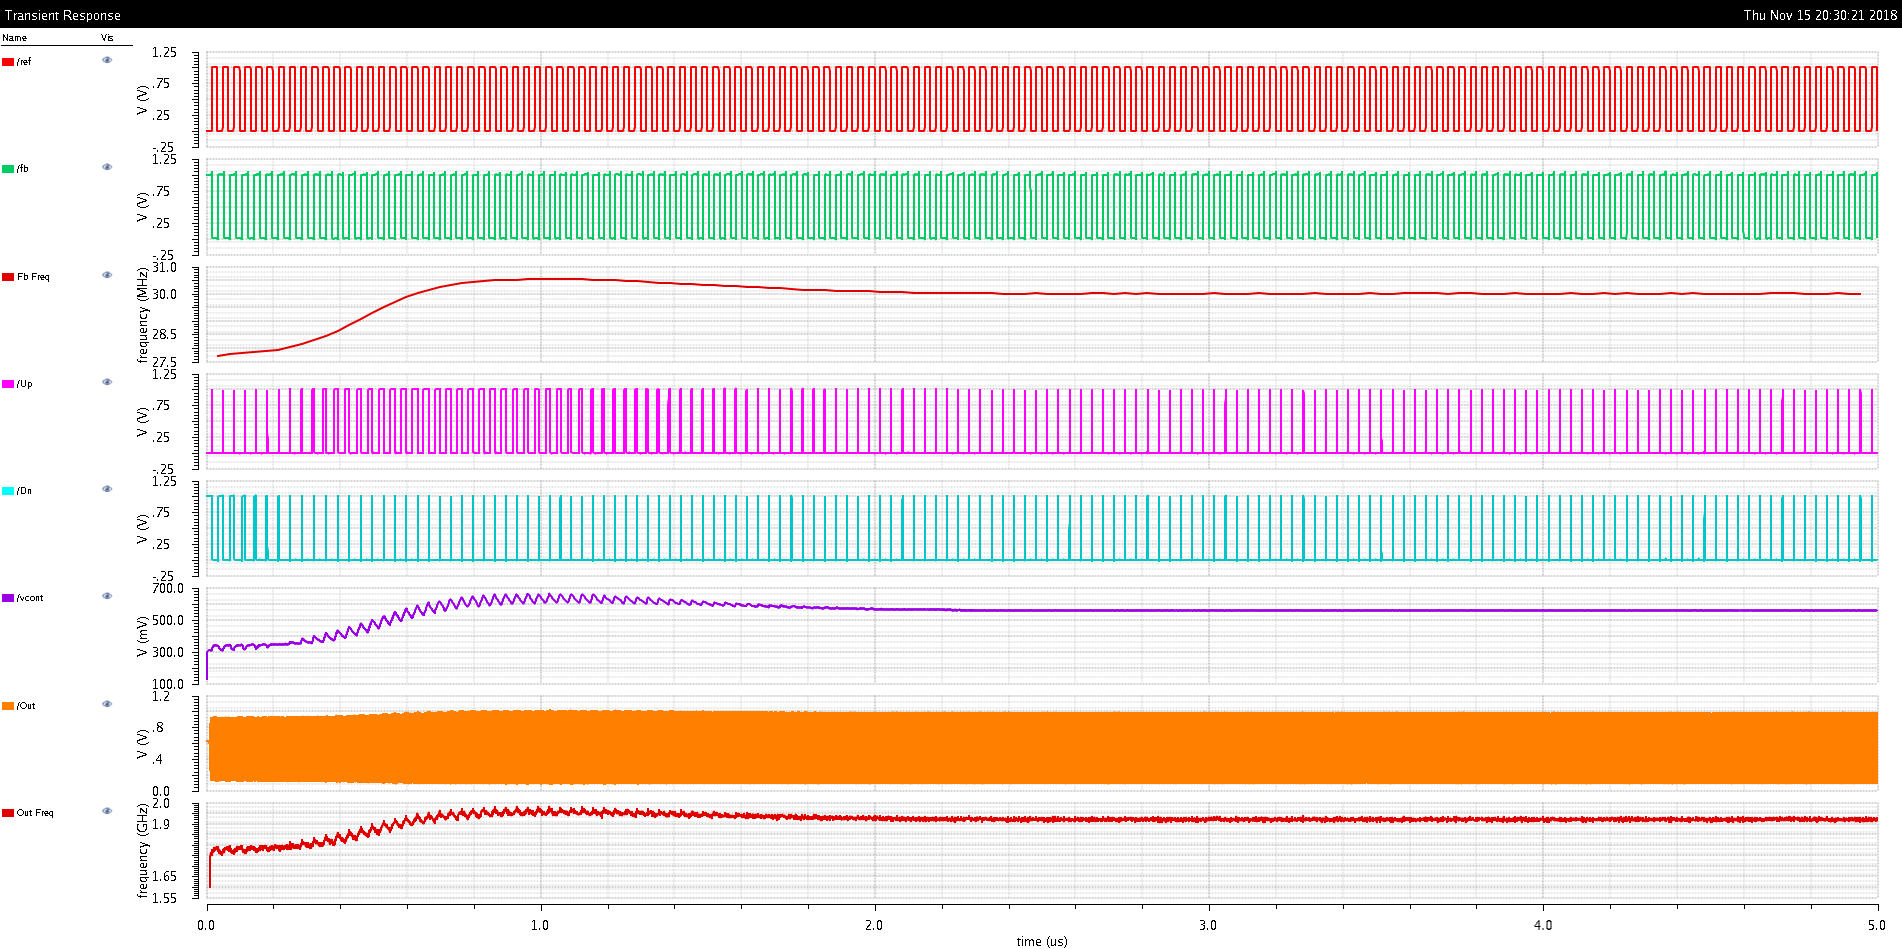 Transient Response
Thu Nov 15 20:30:21 2018
Name Vis
/ref
1.25
.75
.25
-.25
V (V)
/fb
1.25
.75
.25
-.25
V (V)
Fb Freq
31.0
30.0
28.5
27.5
frequency (MHz)
/Up
1.25
.75
.25
-.25
V (V)
/Dn
1.25
.75
.25
-.25
V (V)
/vcont
700.0
500.0
300.0
100.0
V (mV)
/Out
1.2
.8
.4
0.0
V (V)
Out Freq
2.0
1.9
1.65
1.55
frequency (GHz)
0.0 1.0 2.0 3.0 4.0 5.0
time (us)